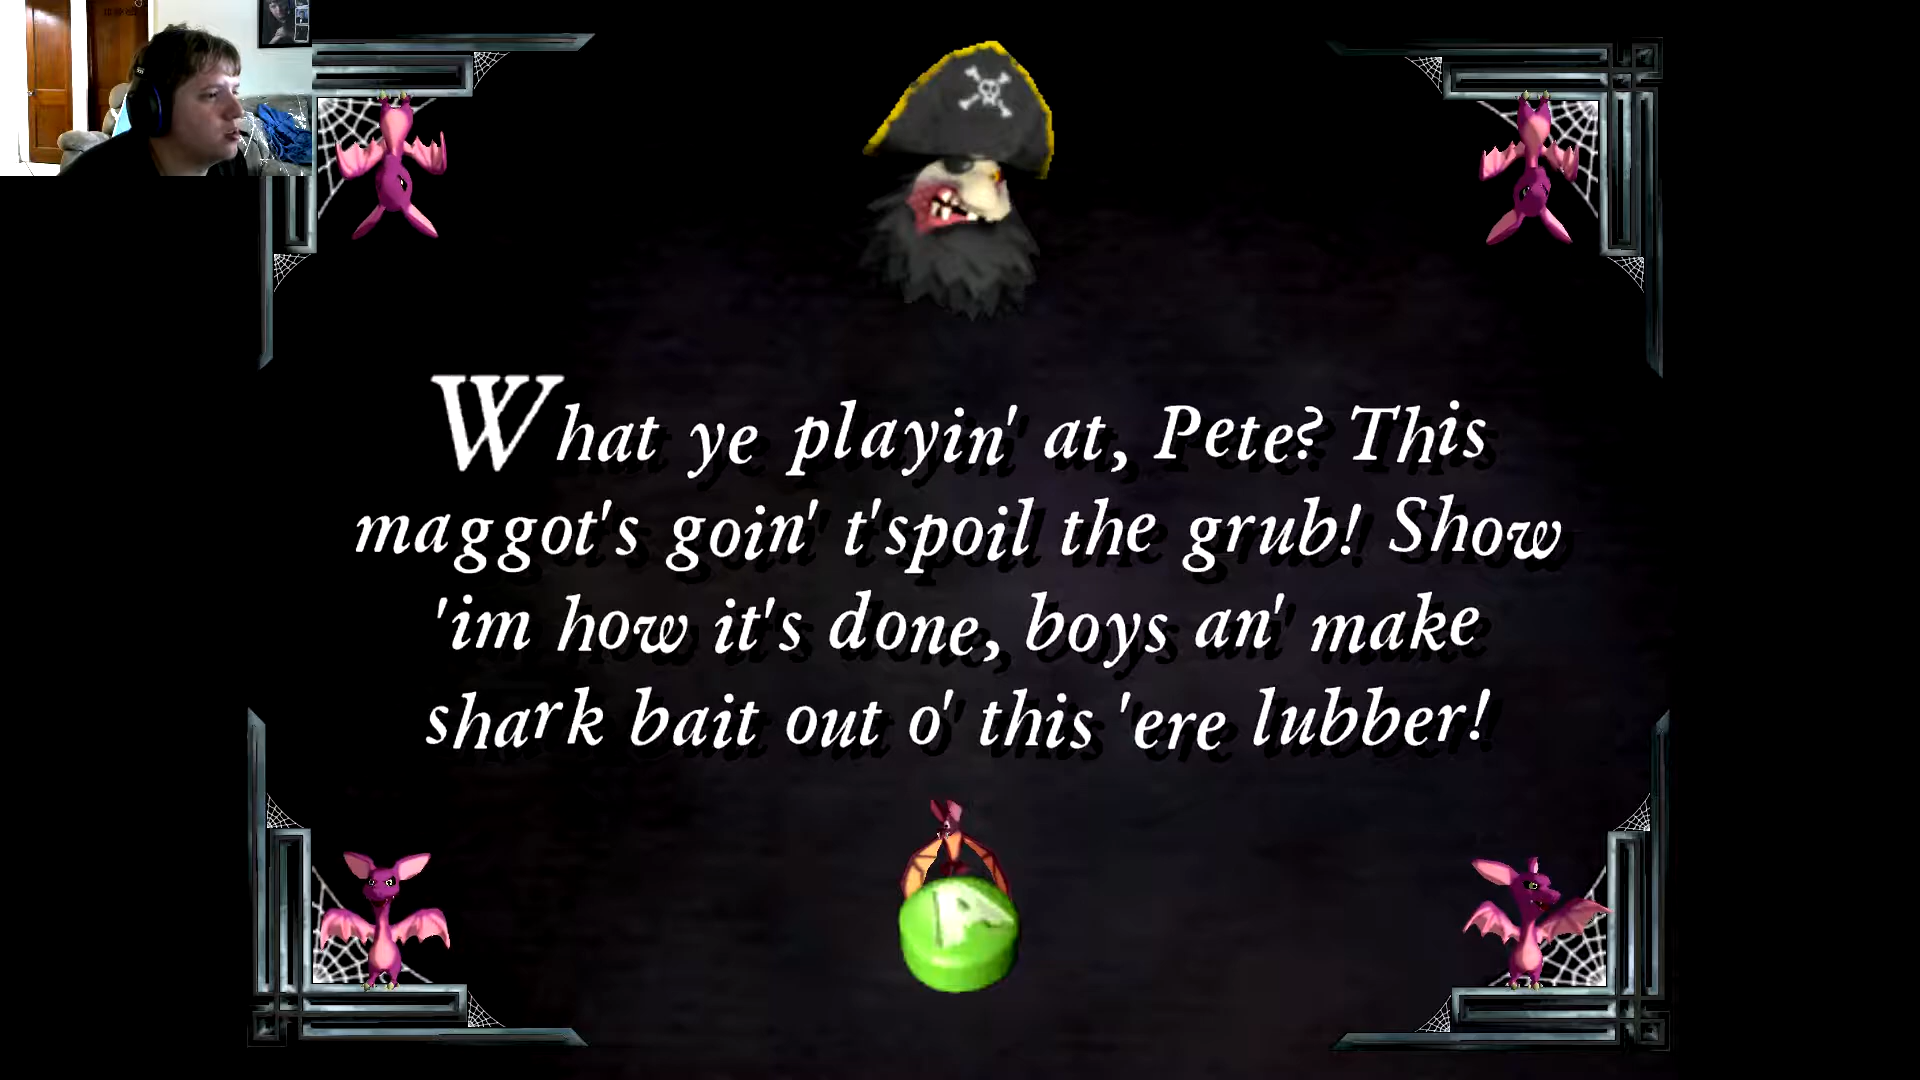 What ye playin' at, Pete? This
maggot's goin' t'spoil the grub! Show
'im how it's done, boys an' make
shark bait out o' this 'ere lubber!
A